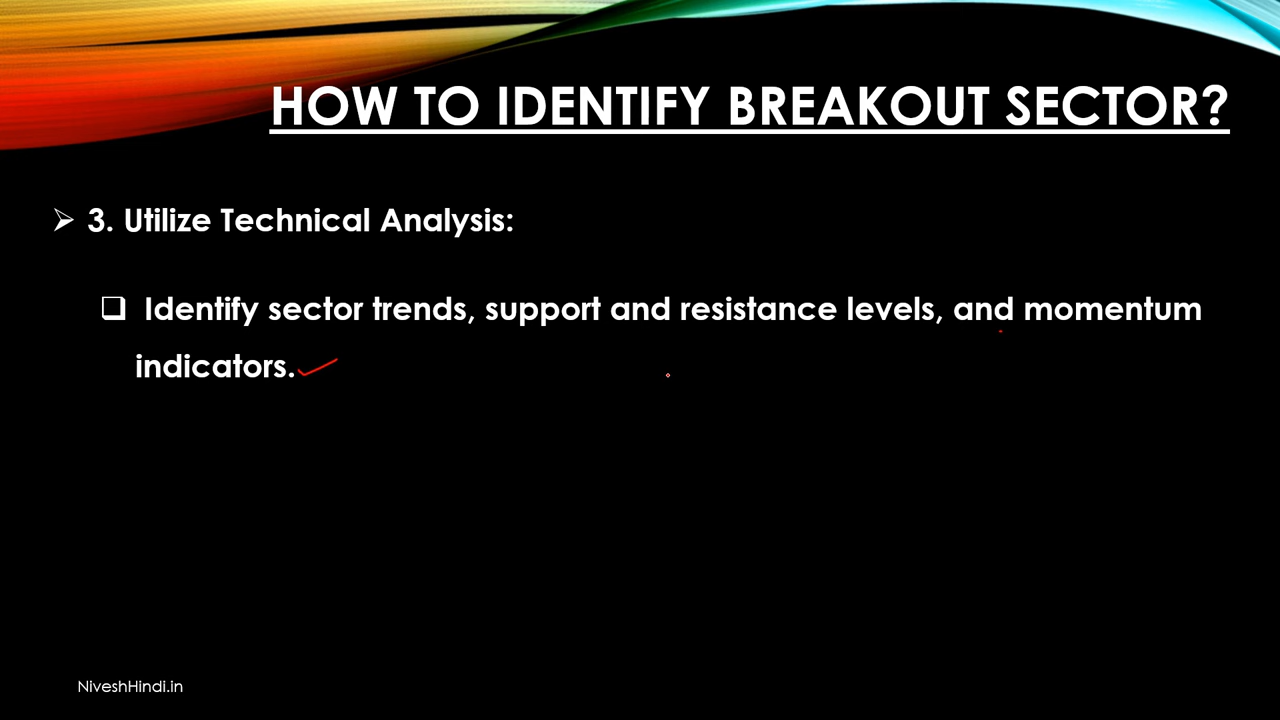 HOW TO IDENTIFY BREAKOUT SECTOR?
3. Utilize Technical Analysis:
Identify sector trends, support and resistance levels, and momentum
indicators.
NiveshHindi.in